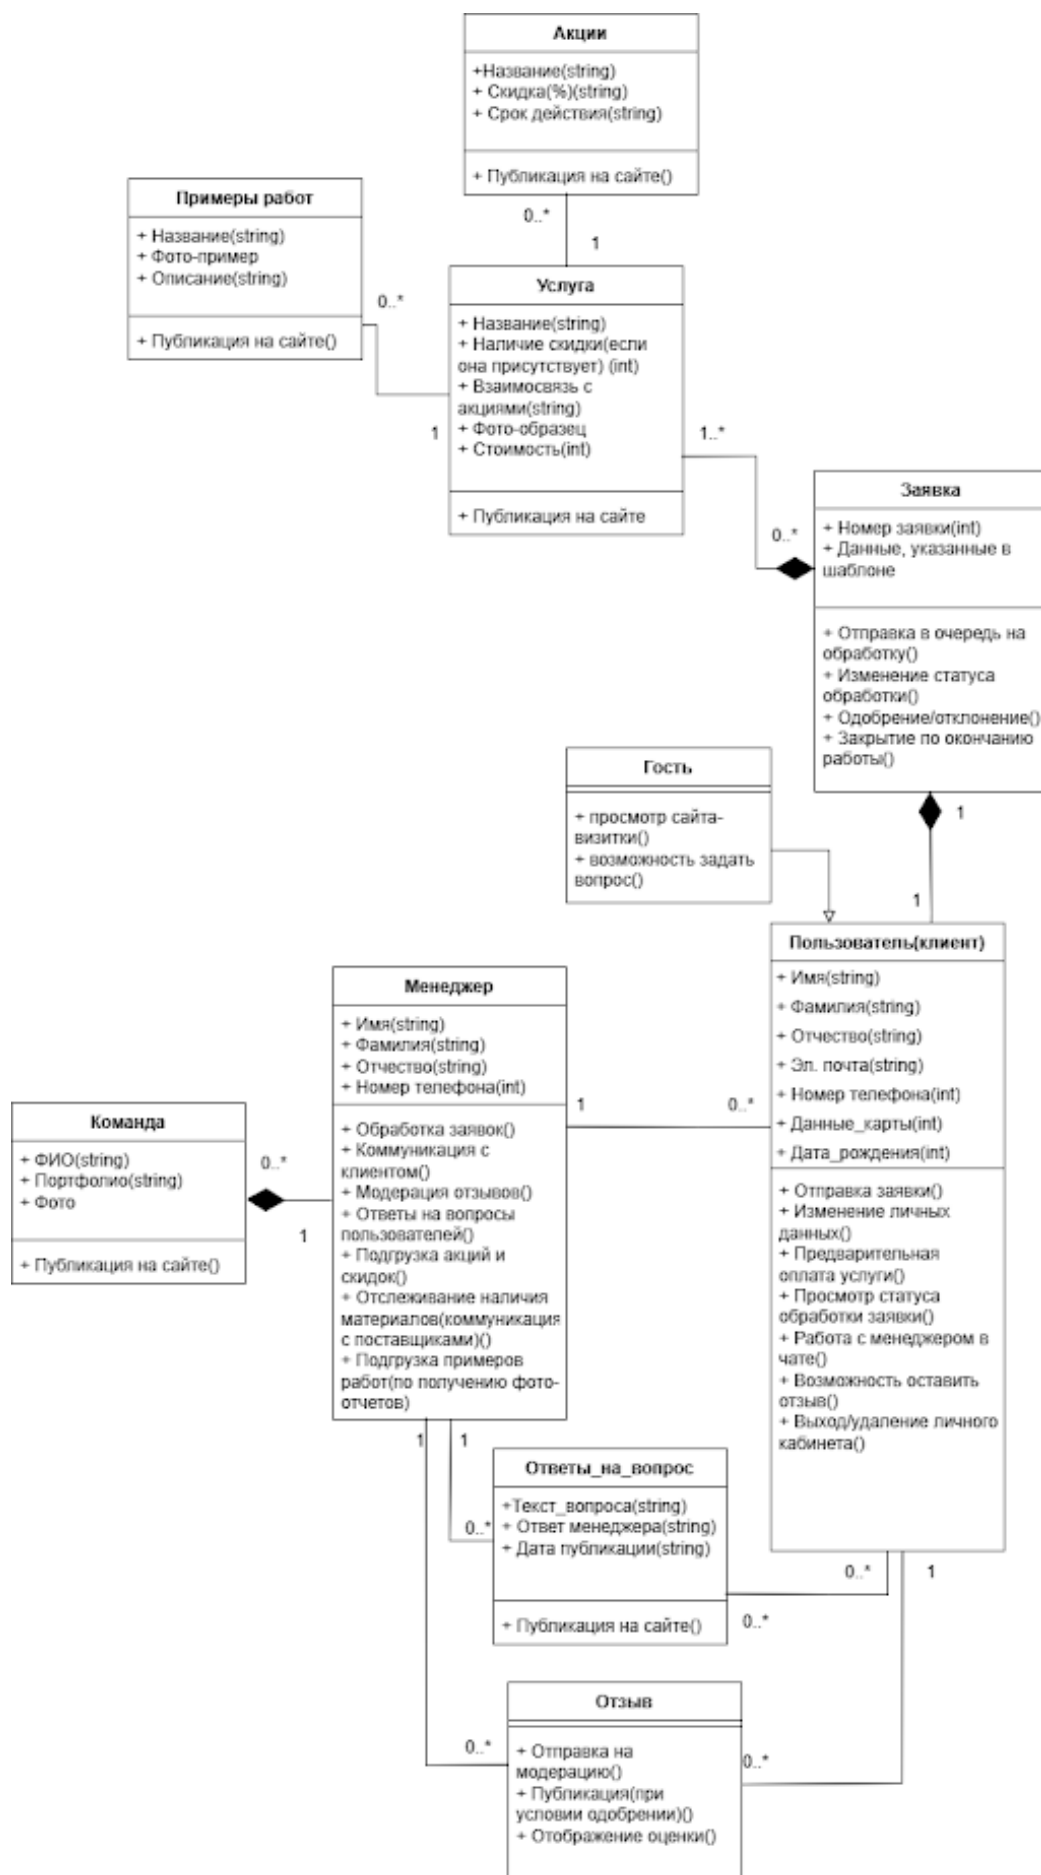 Акции
+Название(string)
+ Скидка(%)(string)
+ Срок действия(string)
+ Публикация на сайте()
0..*
1
Примеры работ
+ Название(string)
+ Фото-пример
+ Описание(string)
+ Публикация на сайте()
0..*
1
Услуга
+ Название(string)
+ Наличие скидки(если
она присутствует) (int)
+ Взаимосвязь с
акциями(string)
+ Фото-образец
+ Стоимость(int)
+ Публикация на сайте
1..*
0..*
Заявка
+ Номер заявки(int)
+ Данные, указанные в
шаблоне
+ Отправка в очередь на
обработку()
+ Изменение статуса
обработки()
+ Одобрение/отклонение()
+ Закрытие по окончанию
работы()
1
1
Гость
+ просмотр сайта-
визитки()
+ возможность задать
вопрос()
Пользователь(клиент)
+ Имя(string)
+ Фамилия(string)
+ Отчество(string)
+ Эл. почта(string)
+ Номер телефона(int)
+ Данные_карты(int)
+ Дата_рождения(int)
+ Отправка заявки()
+ Изменение личных
данных()
+ Предварительная
оплата услуги()
+ Просмотр статуса
обработки заявки()
+ Работа с менеджером в
чате()
+ Возможность оставить
отзыв()
+ Выход/удаление личного
кабинета()
Менеджер
+ Имя(string)
+ Фамилия(string)
+ Отчество(string)
+ Номер телефона(int)
+ Обработка заявок()
+ Коммуникация с
клиентом()
+ Модерация отзывов()
+ Ответы на вопросы
пользователей()
+ Подгрузка акций и
скидок()
+ Отслеживание наличия
материалов(коммуникация
с поставщиками)()
+ Подгрузка примеров
работ(по получению фото-
отчетов)
1
0..*
Команда
+ ФИО(string)
+ Портфолио(string)
+ Фото
+ Публикация на сайте()
0..*
1
1
1
Ответы_на_вопрос
+Текст_вопроса(string)
+ Ответ менеджера(string)
+ Дата публикации(string)
+ Публикация на сайте()
0..*
0..*
0..*
1
Отзыв
+ Отправка на
модерацию()
+ Публикация(при
условии одобрении)()
+ Отображение оценки()
0..*
0..*